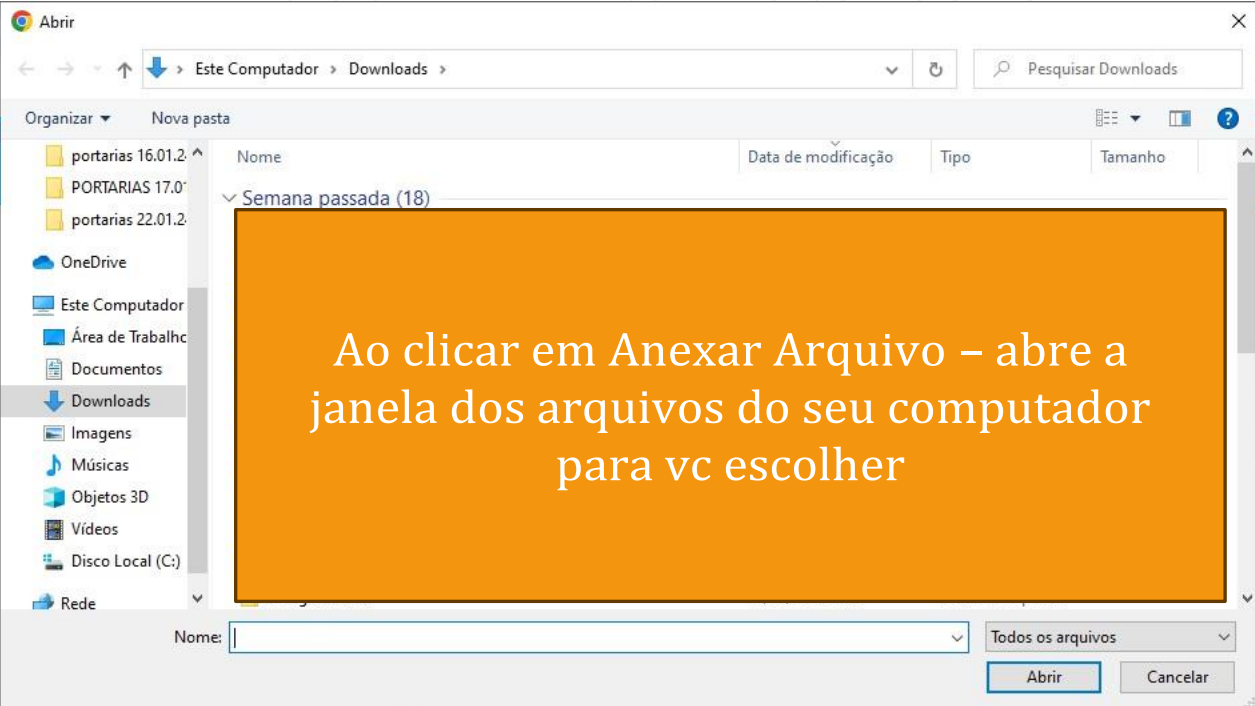 Abrir
Este Computador > Downloads >
Pesquisar Downloads
Organizar
Nova pasta
portarias 16.01.2
PORTARIAS 17.0
portarias 22.01.2
OneDrive
Este Computador
Área de Trabalho
Documentos
Downloads
Imagens
Músicas
Objetos 3D
Vídeos
Disco Local (C:)
Rede
Nome
Data de modificação
Tipo
Tamanho
Semana passada (18)
Ao clicar em Anexar Arquivo – abre a
janela dos arquivos do seu computador
para vc escolher
Nome:
Todos os arquivos
Abrir
Cancelar